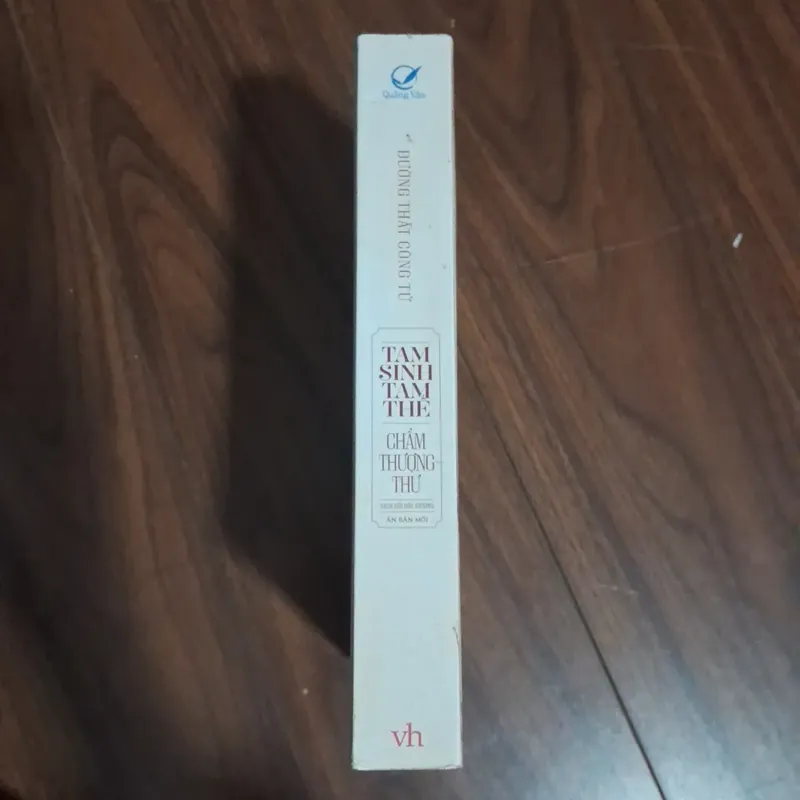 Quảng Văn
ĐƯỜNG THẤT CÔNG TỬ
TAM
SINH
TAM
THẾ
CHẨM
THƯỢNG
THƯ
ẤN BẢN MỚI
vh